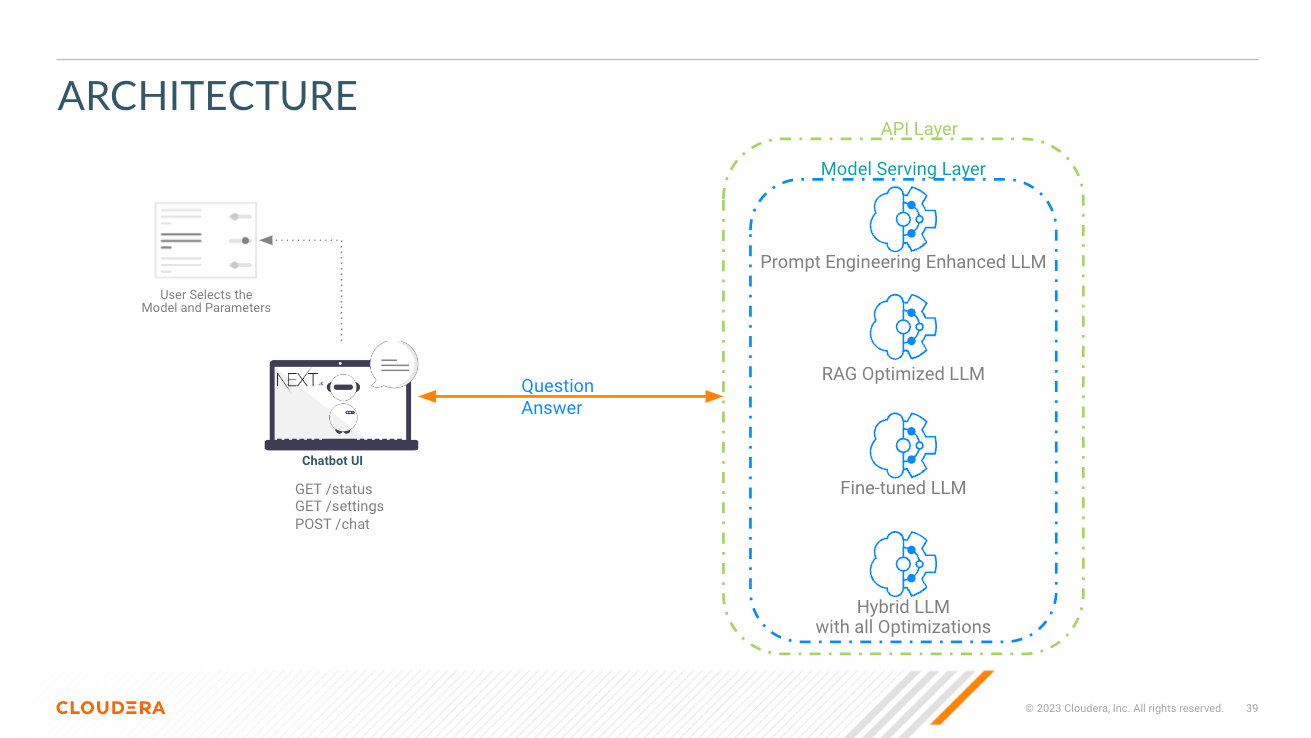 ARCHITECTURE
API Layer
Model Serving Layer
Prompt Engineering Enhanced LLM
User Selects the
Model and Parameters
RAG Optimized LLM
NEXT.JS
Question
Answer
Chatbot UI
GET /status
GET /settings
POST /chat
Fine-tuned LLM
Hybrid LLM
with all Optimizations
CLOUDERA
© 2023 Cloudera, Inc. All rights reserved. 39